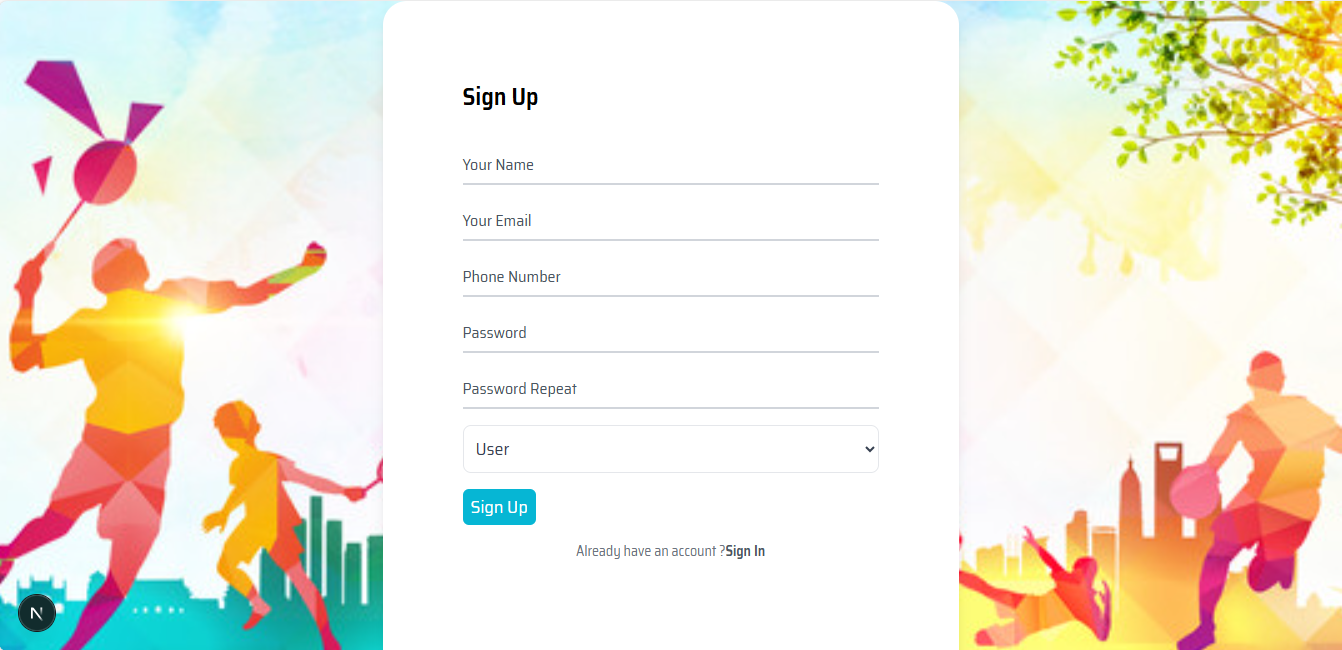 Sign Up
Your Name
Your Email
Phone Number
Password
Password Repeat
User
Sign Up
Already have an account ?Sign In
N